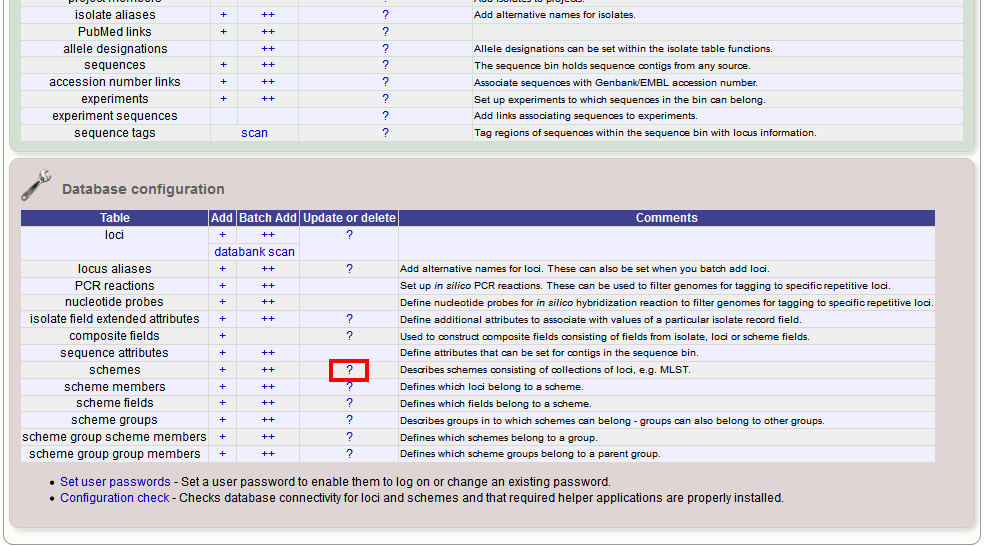 project members Add isolates to projects.
isolate aliases + ++ ? Add alternative names for isolates.
PubMed links + ++ ?
allele designations ++ ? Allele designations can be set within the isolate table functions.
sequences + ++ ? The sequence bin holds sequence contigs from any source.
accession number links + ++ ? Associate sequences with Genbank/EMBL accession number.
experiments + ++ ? Set up experiments to which sequences in the bin can belong.
experiment sequences ? Add links associating sequences to experiments.
sequence tags scan ? Tag regions of sequences within the sequence bin with locus information.
Database configuration
Table Add Batch Add Update or delete Comments
loci + ++ ?
databank scan
locus aliases + ++ ? Add alternative names for loci. These can also be set when you batch add loci.
PCR reactions + ++ Set up in silico PCR reactions. These can be used to filter genomes for tagging to specific repetitive loci.
nucleotide probes + ++ Define nucleotide probes for in silico hybridization reaction to filter genomes for tagging to specific repetitive loci.
isolate field extended attributes + ++ ? Define additional attributes to associate with values of a particular isolate record field.
composite fields + ? Used to construct composite fields consisting of fields from isolate, loci or scheme fields.
sequence attributes + ++ Define attributes that can be set for contigs in the sequence bin.
schemes + ++ ? Describes schemes consisting of collections of loci, e.g. MLST.
scheme members + ++ ? Defines which loci belong to a scheme.
scheme fields + ++ ? Defines which fields belong to a scheme.
scheme groups + ++ ? Describes groups in to which schemes can belong - groups can also belong to other groups.
scheme group scheme members + ++ ? Defines which schemes belong to a group.
scheme group group members + ++ ? Defines which scheme groups belong to a parent group.
• Set user passwords - Set a user password to enable them to log on or change an existing password.
• Configuration check - Checks database connectivity for loci and schemes and that required helper applications are properly installed.